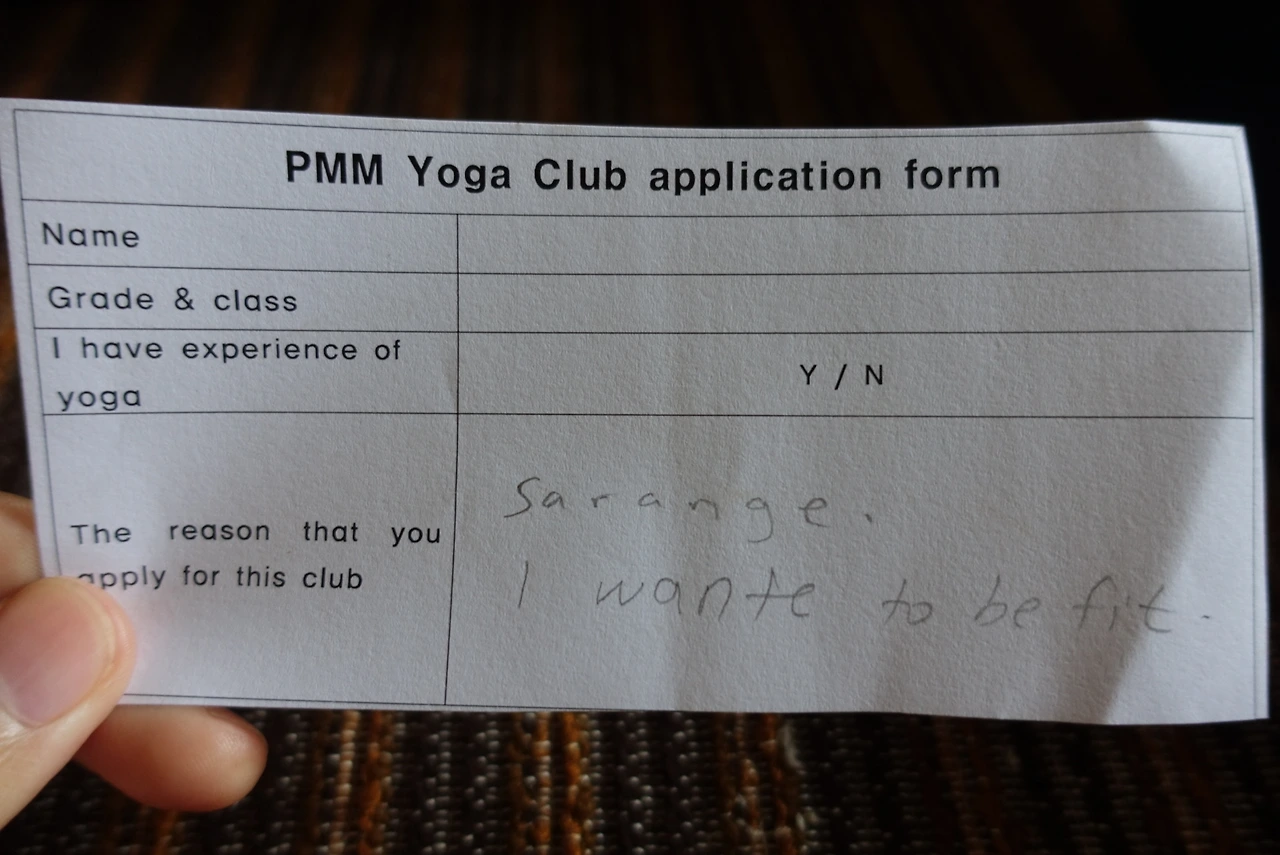 PMM Yoga Club application form
Name
Grade & class
I have experience of
yoga
Y / N
The reason that you
apply for this club
Sarange.
I wante to be fit.